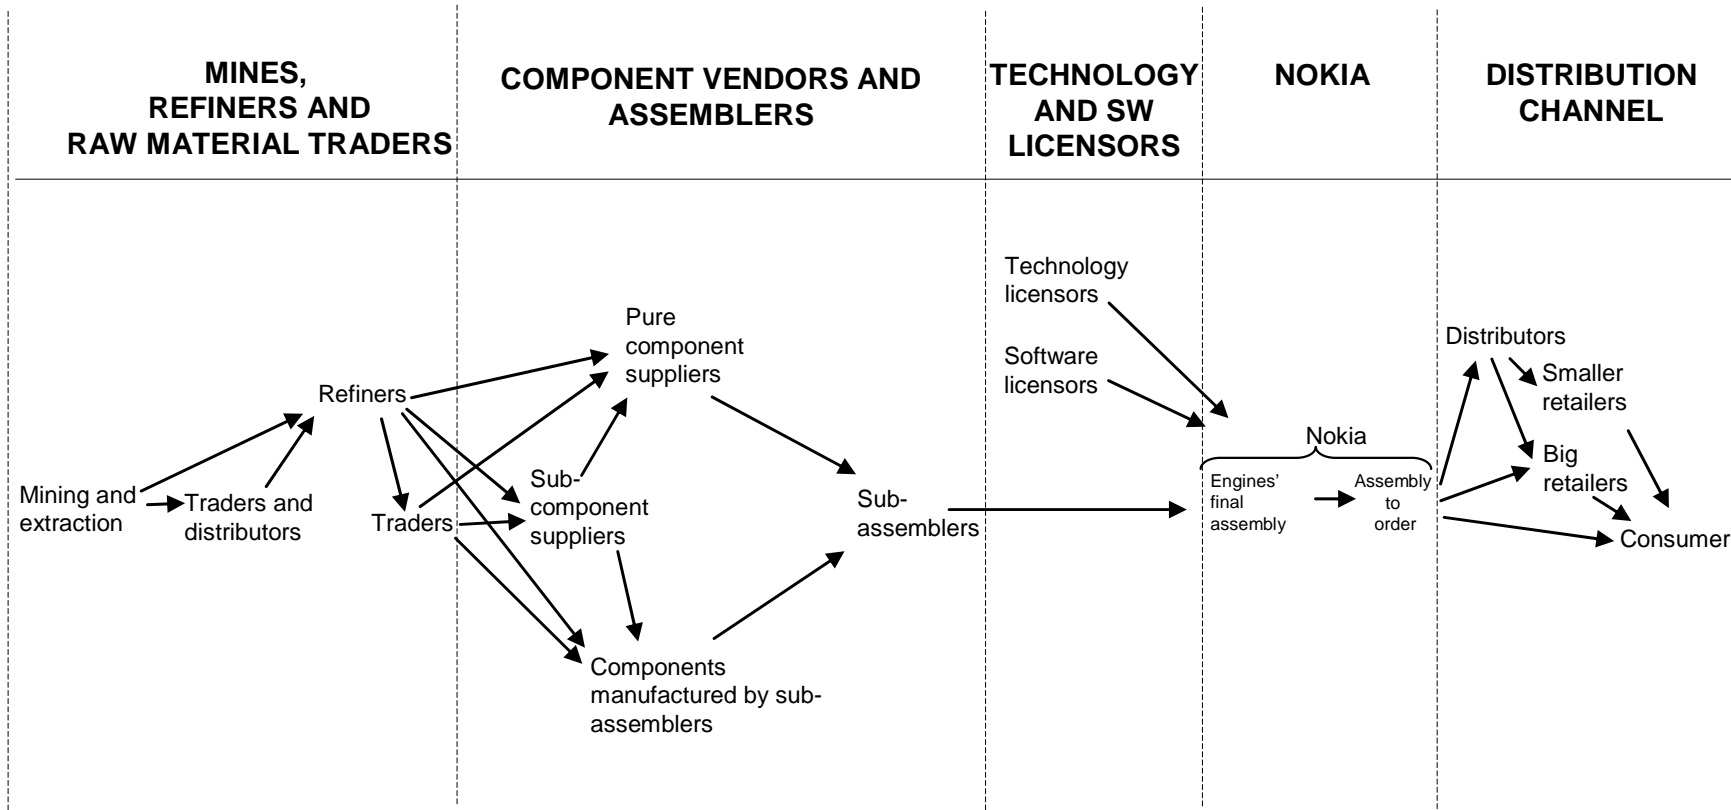 MINES,
REFINERS AND
RAW MATERIAL TRADERS
COMPONENT VENDORS AND
ASSEMBLERS
TECHNOLOGY
AND SW
LICENSORS
NOKIA
DISTRIBUTION
CHANNEL
Mining and
extraction
Traders and
distributors
Refiners
Traders
Pure
component
suppliers
Sub-
component
suppliers
Components
manufactured by sub-
assemblers
Sub-
assemblers
Technology
licensors
Software
licensors
Nokia
Engines’
final
assembly
Assembly
to
order
Distributors
Smaller
retailers
Big
retailers
Consumer